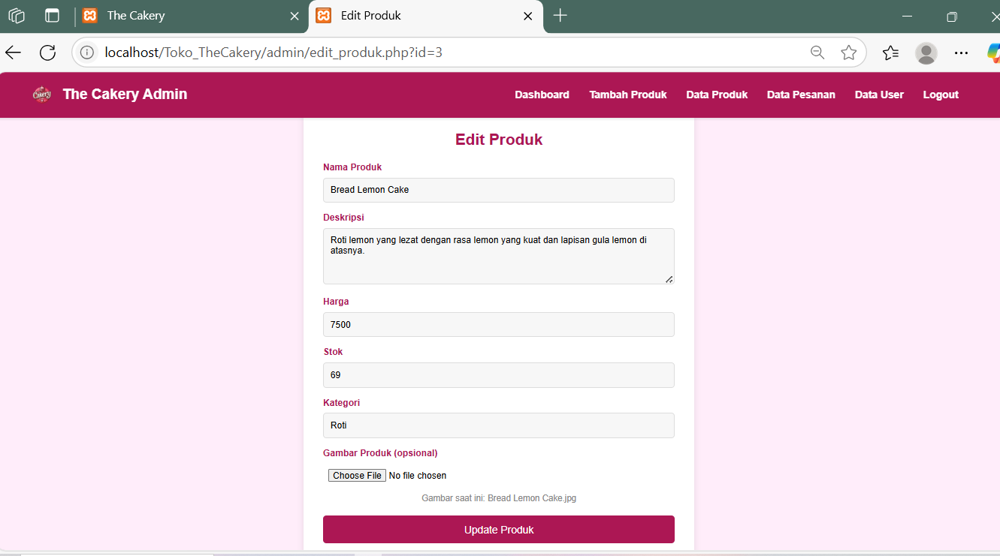 The Cakery
Edit Produk
localhost/Toko_TheCakery/admin/edit_produk.php?id=3
Cakery
The Cakery Admin
Dashboard
Tambah Produk
Data Produk
Data Pesanan
Data User
Logout
Edit Produk
Nama Produk
Bread Lemon Cake
Deskripsi
Roti lemon yang lezat dengan rasa lemon yang kuat dan lapisan gula lemon di
atasnya.
Harga
7500
Stok
69
Kategori
Roti
Gambar Produk (opsional)
Choose File No file chosen
Gambar saat ini: Bread Lemon Cake.jpg
Update Produk